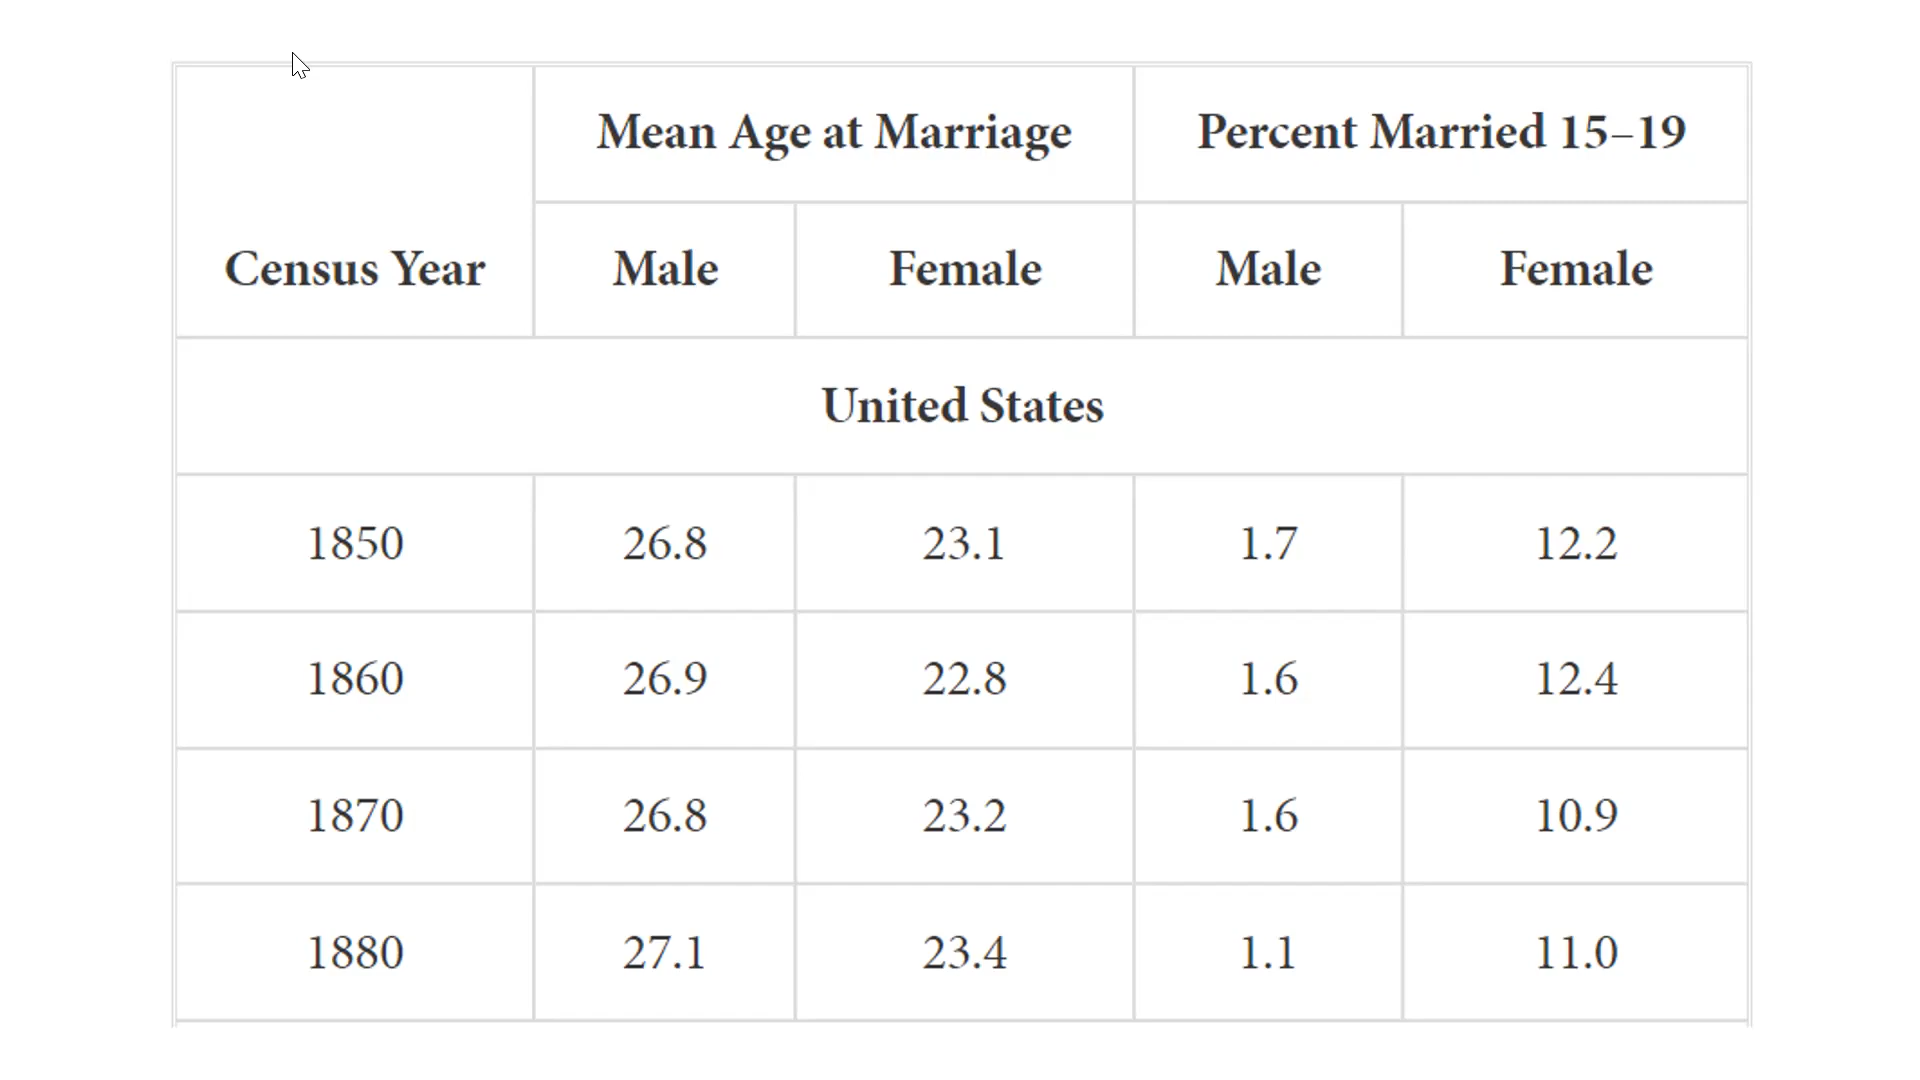 Mean Age at Marriage Percent Married 15–19
Census Year Male Female Male Female
United States
1850 26.8 23.1 1.7 12.2
1860 26.9 22.8 1.6 12.4
1870 26.8 23.2 1.6 10.9
1880 27.1 23.4 1.1 11.0